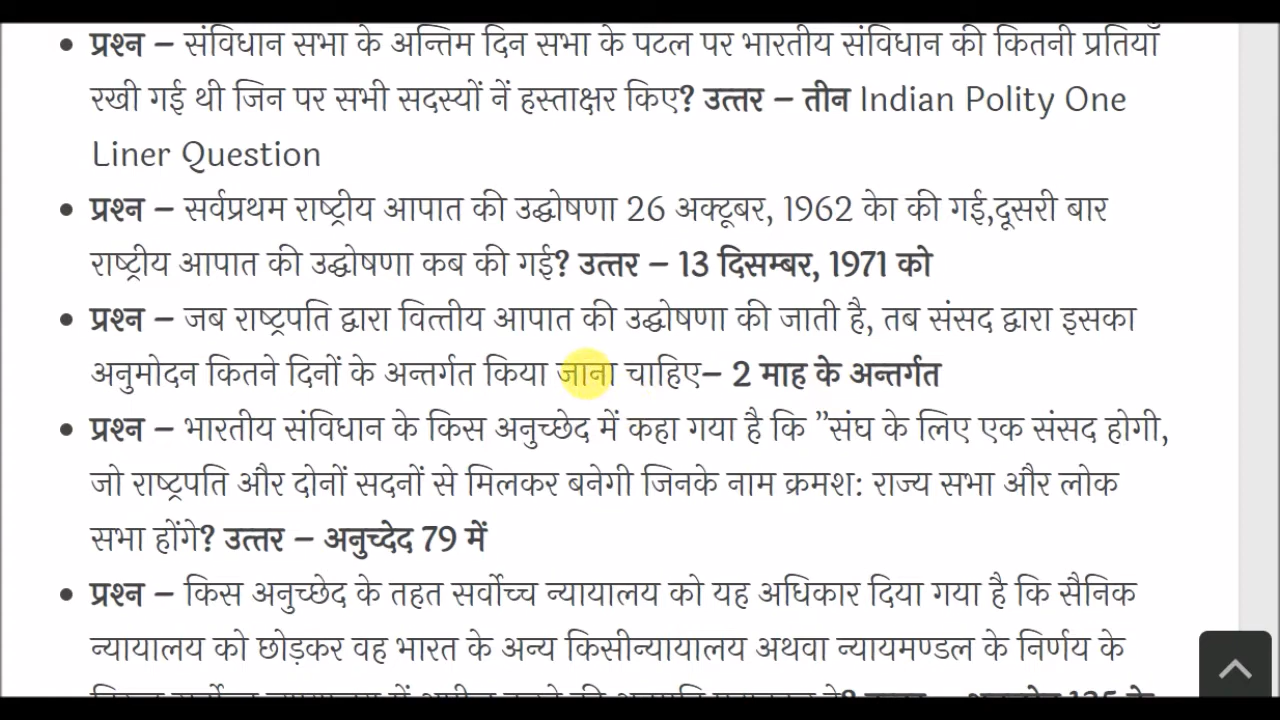 प्रश्न – संविधान सभा के अन्तिम दिन सभा के पटल पर भारतीय संविधान की कितनी प्रतियाँ
रखी गई थी जिन पर सभी सदस्यों नें हस्ताक्षर किए? उत्तर – तीन Indian Polity One
Liner Question
प्रश्न – सर्वप्रथम राष्ट्रीय आपात की उद्घोषणा 26 अक्टूबर, 1962 केा की गई,दूसरी बार
राष्ट्रीय आपात की उद्घोषणा कब की गई? उत्तर – 13 दिसम्बर, 1971 को
प्रश्न – जब राष्ट्रपति द्वारा वित्तीय आपात की उद्घोषणा की जाती है, तब संसद द्वारा इसका
अनुमोदन कितने दिनों के अन्तर्गत किया जाना चाहिए– 2 माह के अन्तर्गत
प्रश्न – भारतीय संविधान के किस अनुच्छेद में कहा गया है कि ”संघ के लिए एक संसद होगी,
जो राष्ट्रपति और दोनों सदनों से मिलकर बनेगी जिनके नाम क्रमश: राज्य सभा और लोक
सभा होंगे? उत्तर – अनुच्देद 79 में
प्रश्न – किस अनुच्छेद के तहत सर्वोच्च न्यायालय को यह अधिकार दिया गया है कि सैनिक
न्यायालय को छोड़कर वह भारत के अन्य किसीन्यायालय अथवा न्यायमण्डल के निर्णय के